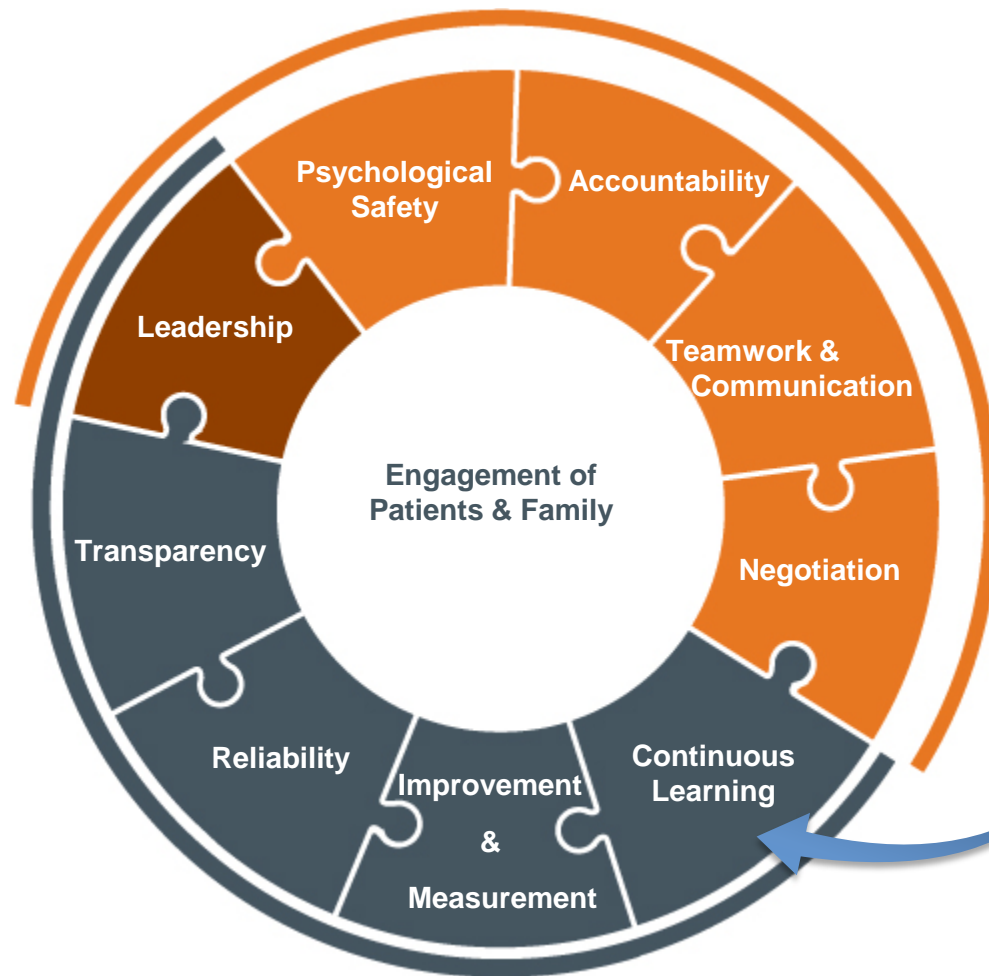 Psychological
Safety
Accountability
Leadership
Teamwork &
Communication
Engagement of
Patients & Family
Transparency
Negotiation
Reliability
Improvement
&
Measurement
Continuous
Learning